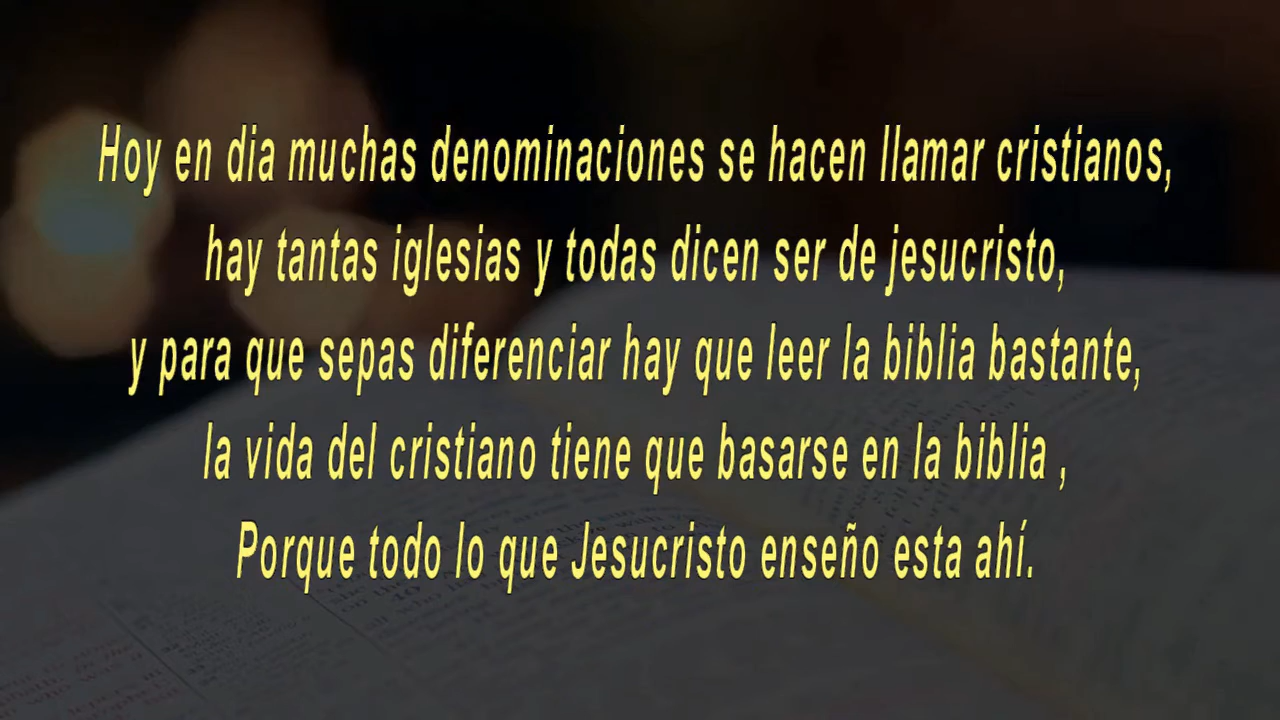 Hoy en dia muchas denominaciones se hacen llamar cristianos,
hay tantas iglesias y todas dicen ser de jesucristo,
y para que sepas diferenciar hay que leer la biblia bastante,
la vida del cristiano tiene que basarse en la biblia ,
Porque todo lo que Jesucristo enseño esta ahí.